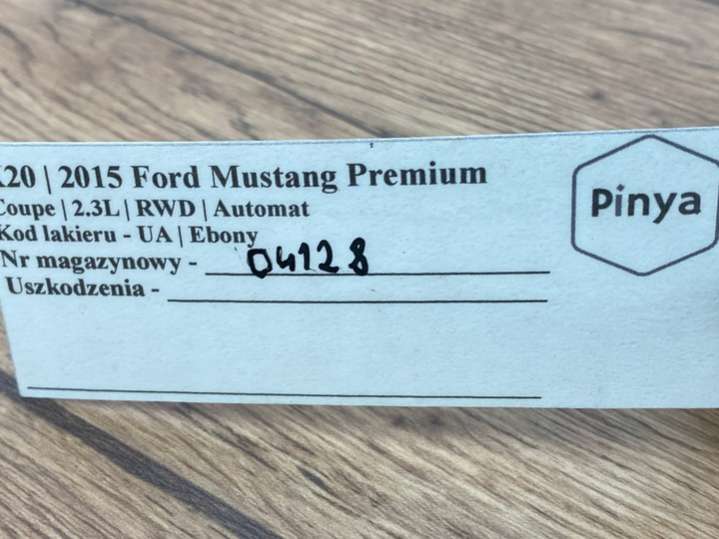 20 | 2015 Ford Mustang Premium
Coupe | 2.3L | RWD | Automat
Kod lakieru - UA | Ebony
Nr magazynowy - 04128
Uszkodzenia -
Pinya